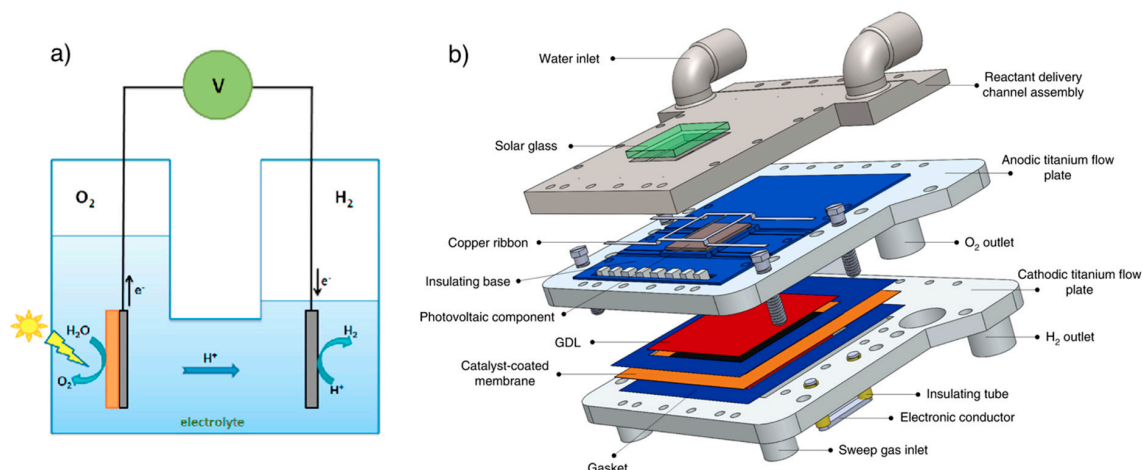 a)
V
O2
H2
e-
e-
H2O
O2
H+
H2
H+
electrolyte
b)
Water inlet
Reactant delivery
channel assembly
Solar glass
Anodic titanium flow
plate
Copper ribbon
O2 outlet
Insulating base
Cathodic titanium flow
plate
Photovoltaic component
GDL
H2 outlet
Catalyst-coated
membrane
Insulating tube
Electronic conductor
Sweep gas inlet
Gasket